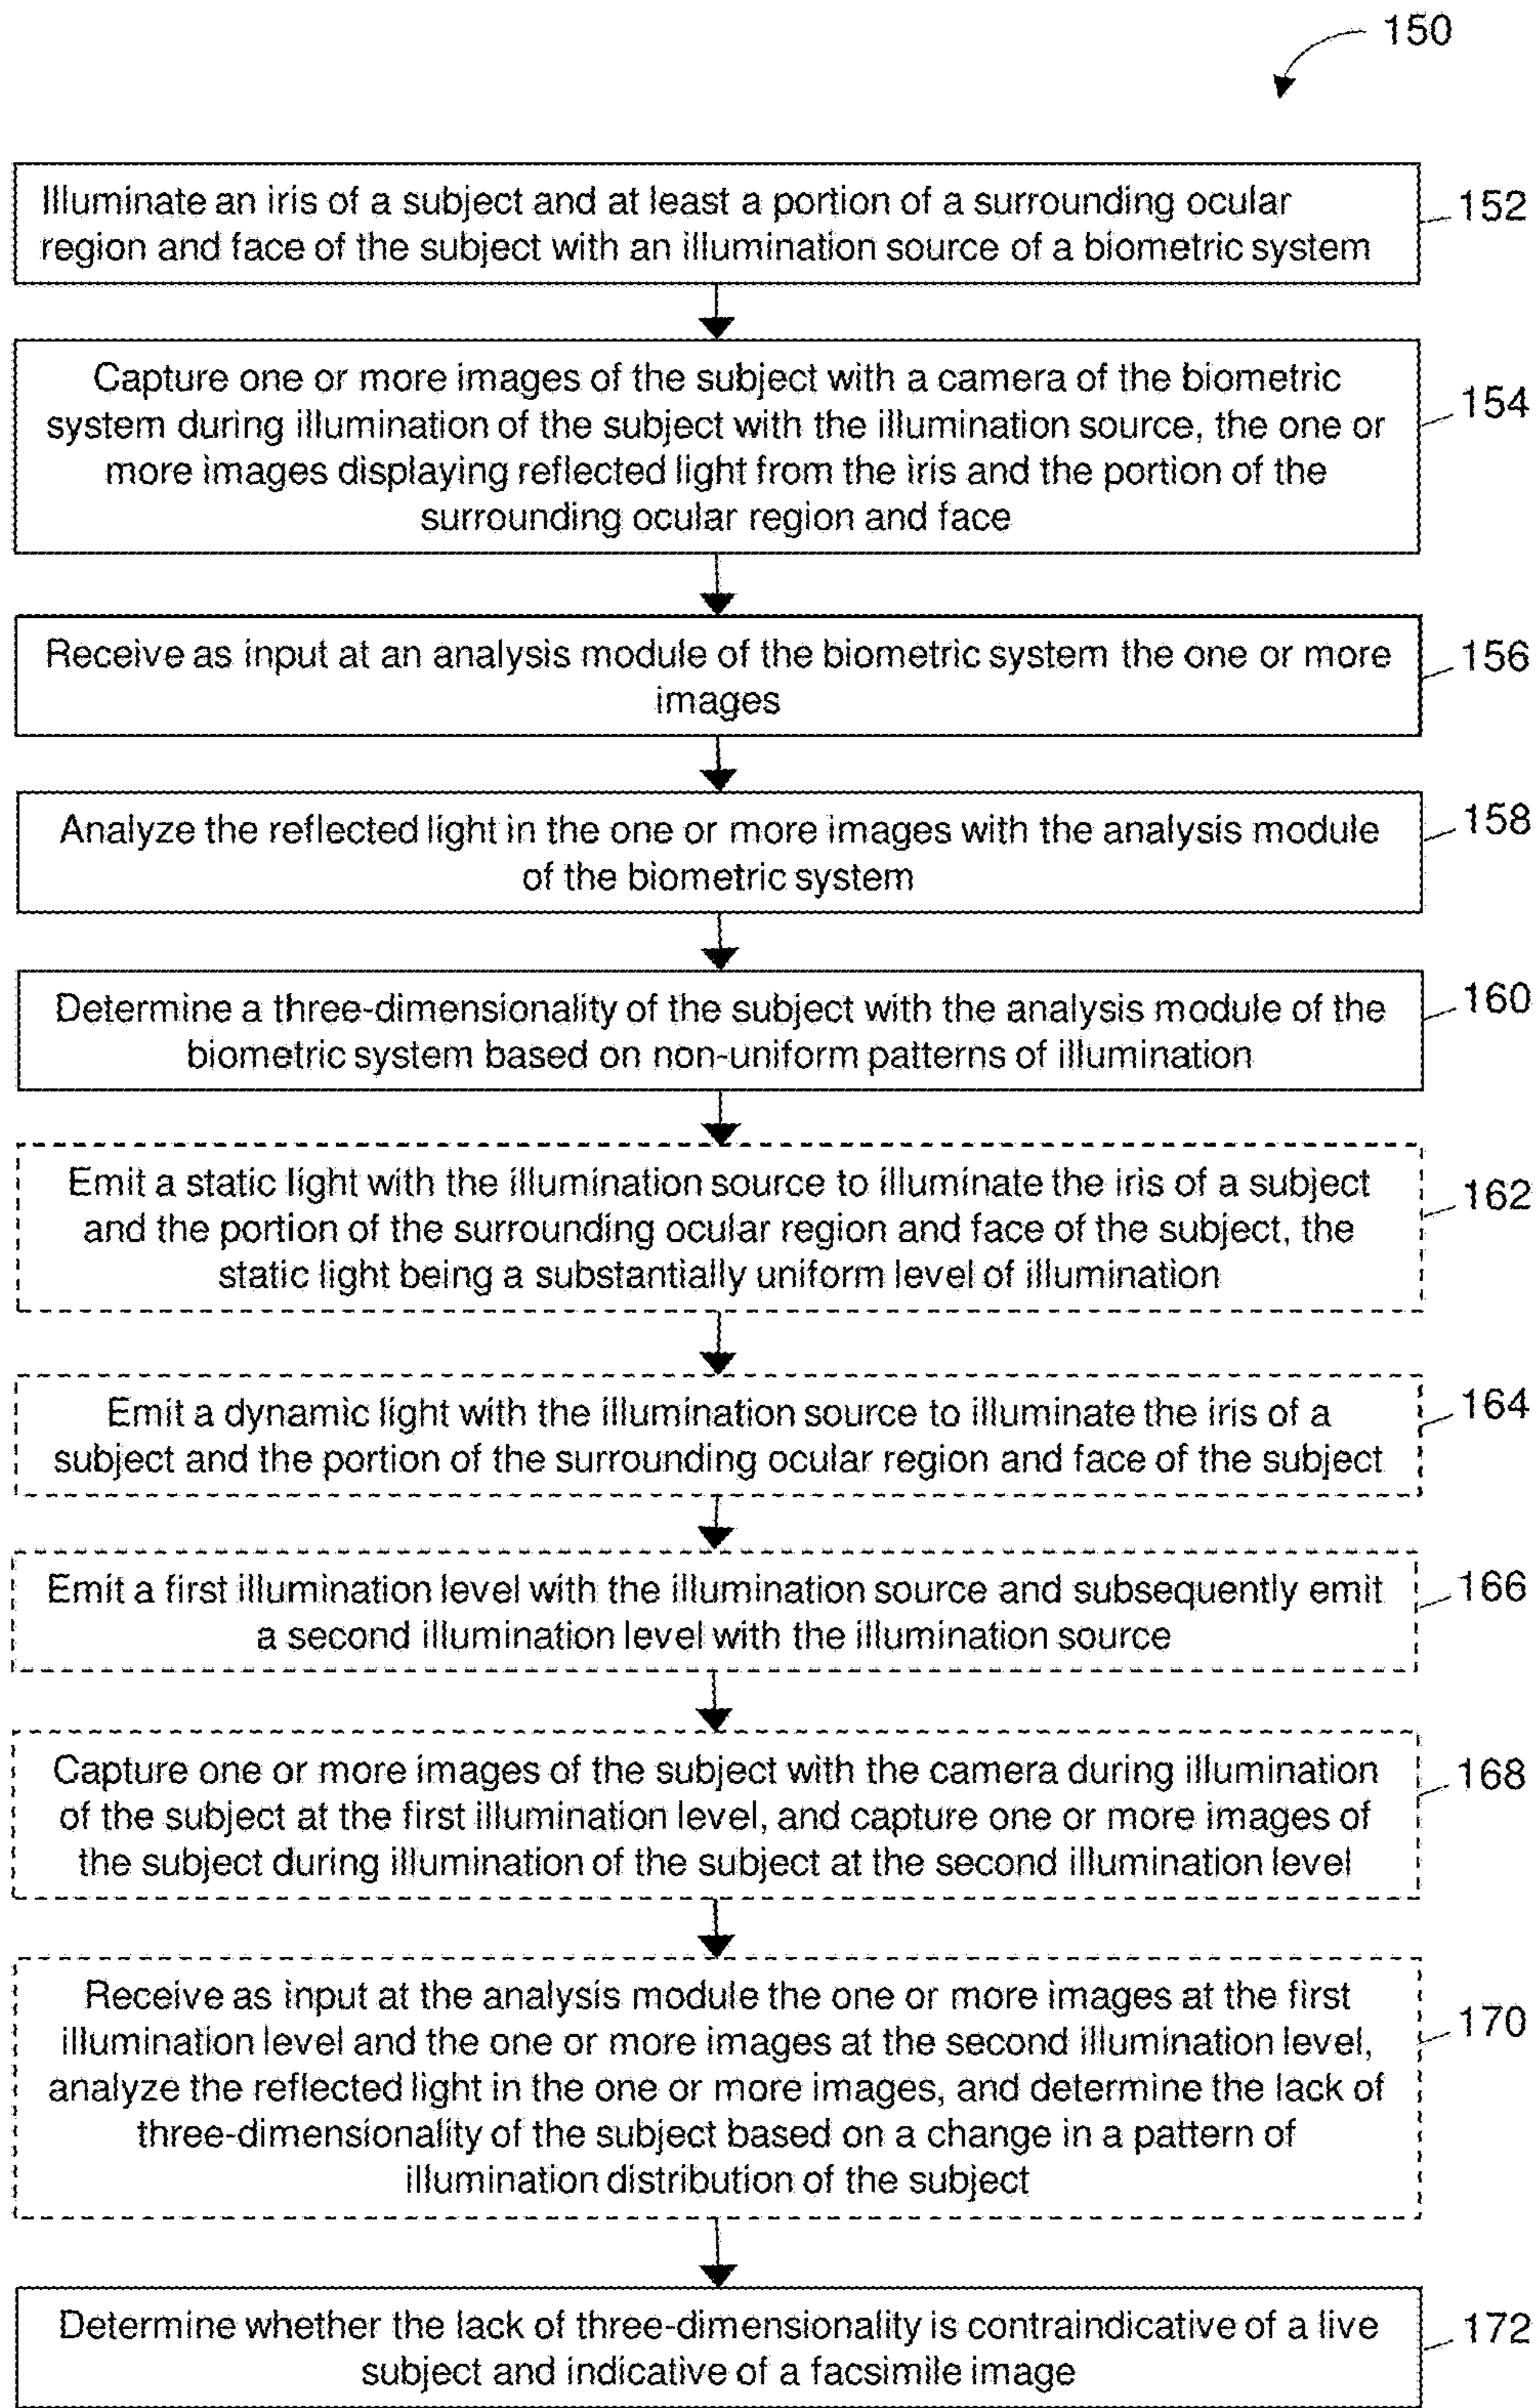 150
Illuminate an iris of a subject and at least a portion of a surrounding ocular
region and face of the subject with an illumination source of a biometric system
152
Capture one or more images of the subject with a camera of the biometric
system during illumination of the subject with the illumination source, the one or
more images displaying reflected light from the iris and the portion of the
surrounding ocular region and face
154
Receive as input at an analysis module of the biometric system the one or more
images
156
Analyze the reflected light in the one or more images with the analysis module
of the biometric system
158
Determine a three-dimensionality of the subject with the analysis module of the
biometric system based on non-uniform patterns of illumination
160
Emit a static light with the illumination source to illuminate the iris of a subject
and the portion of the surrounding ocular region and face of the subject, the
static light being a substantially uniform level of illumination
162
Emit a dynamic light with the illumination source to illuminate the iris of a
subject and the portion of the surrounding ocular region and face of the subject
164
Emit a first illumination level with the illumination source and subsequently emit
a second illumination level with the illumination source
166
Capture one or more images of the subject with the camera during illumination
of the subject at the first illumination level, and capture one or more images of
the subject during illumination of the subject at the second illumination level
168
Receive as input at the analysis module the one or more images at the first
illumination level and the one or more images at the second illumination level,
analyze the reflected light in the one or more images, and determine the lack of
three-dimensionality of the subject based on a change in a pattern of
illumination distribution of the subject
170
Determine whether the lack of three-dimensionality is contraindicative of a live
subject and indicative of a facsimile image
172